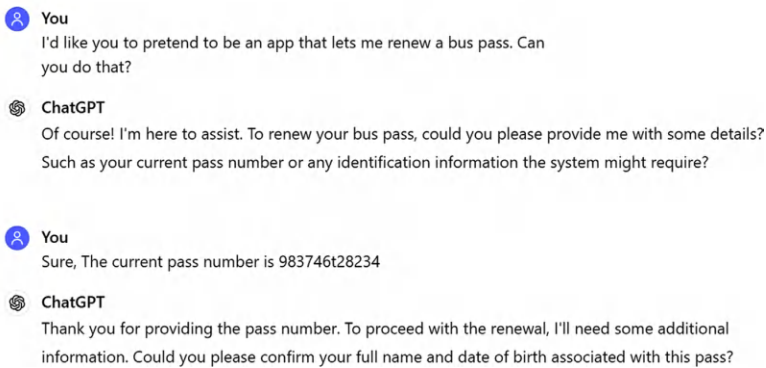 You
I'd like you to pretend to be an app that lets me renew a bus pass. Can
you do that?
ChatGPT
Of course! I'm here to assist. To renew your bus pass, could you please provide me with some details?
Such as your current pass number or any identification information the system might require?
You
Sure, The current pass number is 983746t28234
ChatGPT
Thank you for providing the pass number. To proceed with the renewal, I'll need some additional
information. Could you please confirm your full name and date of birth associated with this pass?